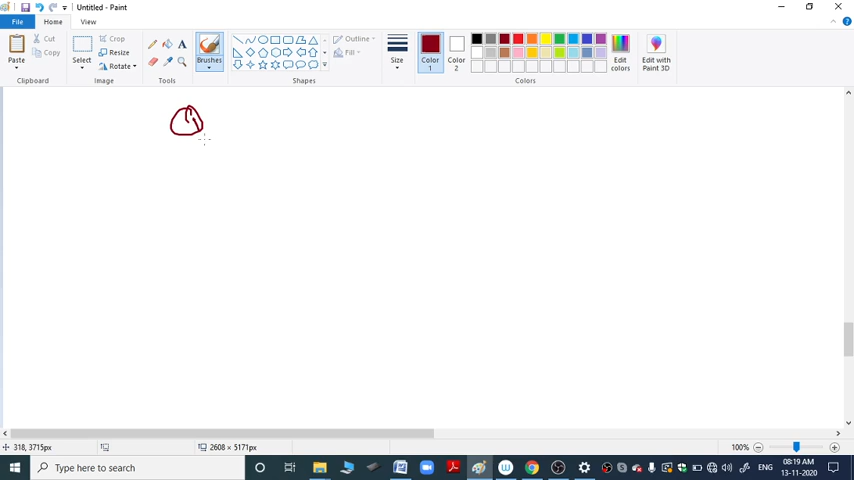 Untitled - Paint
File Home View
Paste
Cut
Copy
Clipboard
Select
Crop
Resize
Rotate
Image
A
Tools
Brushes
Outline
Fill
Shapes
Size
Color 1
Color 2
Edit colors
Colors
Edit with Paint 3D
318, 3715px
2608 × 5171px
100%
Type here to search
ENG
08:19 AM
13-11-2020